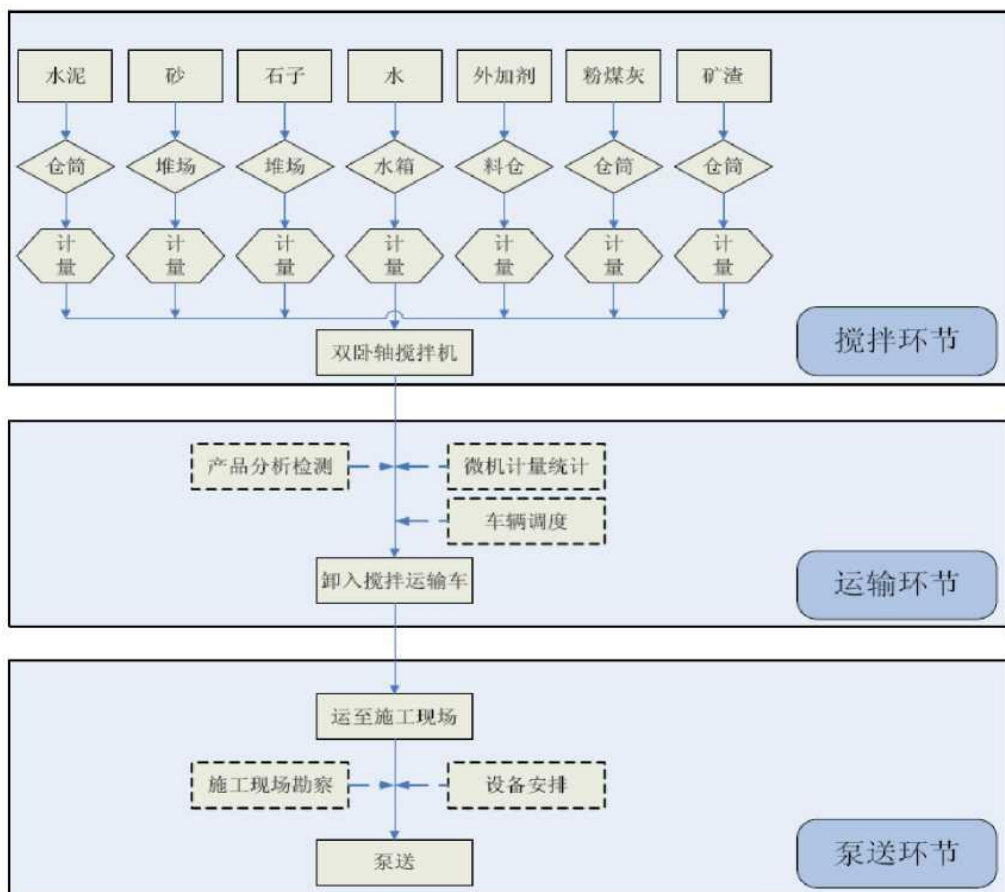 水泥
砂
石子
水
外加剂
粉煤灰
矿渣
仓筒
堆场
堆场
水箱
料仓
仓筒
仓筒
计
量
计
量
计
量
计
量
计
量
计
量
计
量
搅拌环节
双卧轴搅拌机
产品分析检测
微机计量统计
车辆调度
卸入搅拌运输车
运输环节
运至施工现场
施工现场勘察
设备安排
泵送
泵送环节